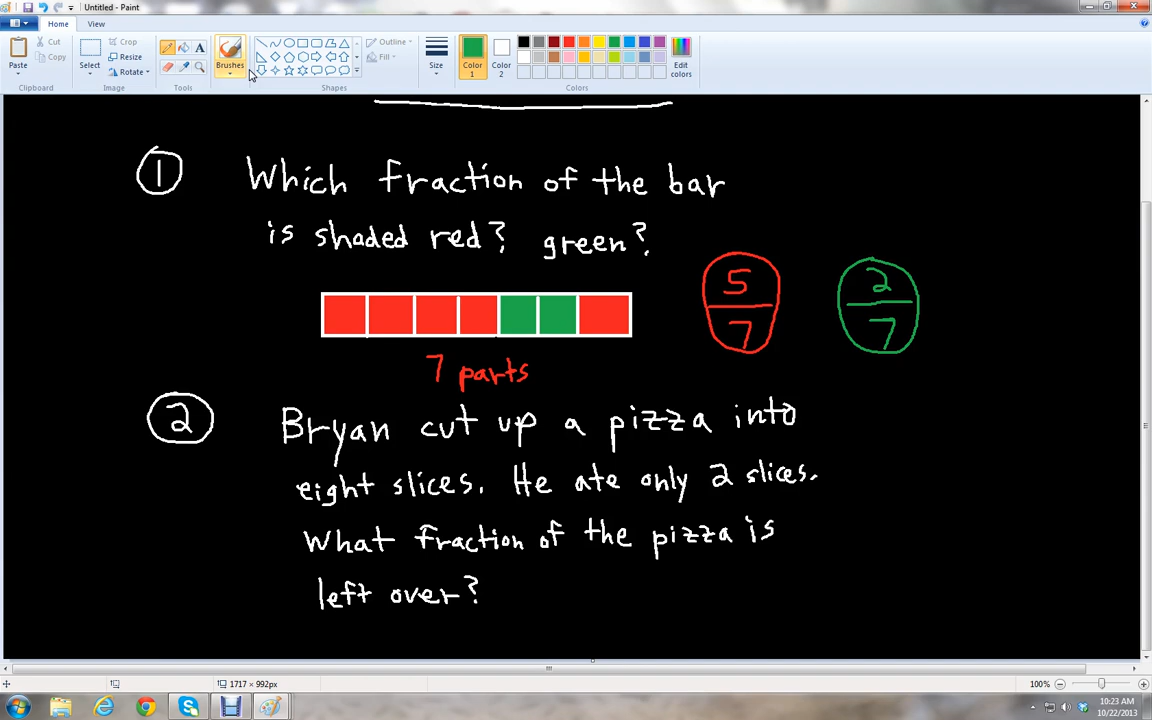 Untitled - Paint
Home View
Paste
Cut
Copy
Clipboard
Select
Crop
Resize
Rotate
Image
Tools
Brushes
Shapes
Outline
Fill
Size
Color 1
Color 2
Colors
Edit colors
1 Which fraction of the bar
is shaded red? green?
5/7 2/7
7 parts
2 Bryan cut up a pizza into
eight slices. He ate only 2 slices.
What fraction of the pizza is
left over?
1717 × 992px
100%
10:23 AM
10/22/2013